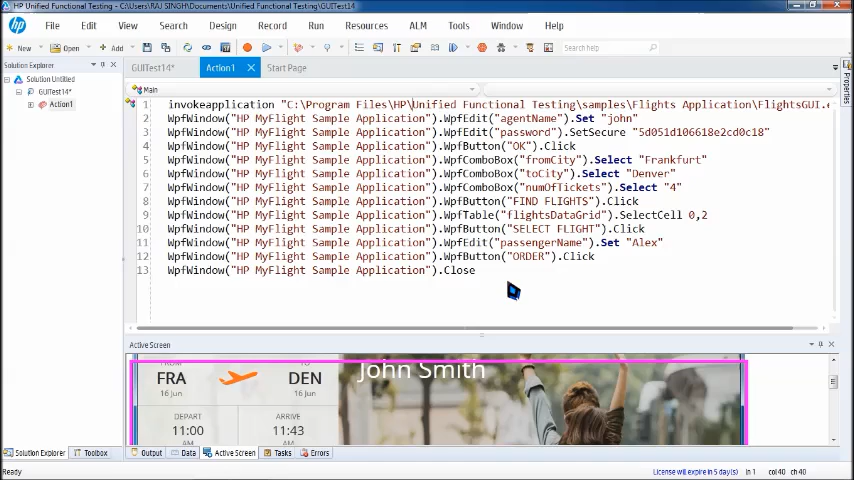 HP Unified Functional Testing - C:\Users\RAJ SINGH\Documents\Unified Functional Testing\GUITest14
File Edit View Search Design Record Run Resources ALM Tools Window Help
New Open Add Search help
Solution Explorer
GUITest14* Action1 Start Page
Solution Untitled
GUITest14*
Action1
Main
1 invokeapplication "C:\Program Files\HP\Unified Functional Testing\samples\Flights Application\FlightsGUI.
2 WpfWindow("HP MyFlight Sample Application").WpfEdit("agentName").Set "john"
3 WpfWindow("HP MyFlight Sample Application").WpfEdit("password").SetSecure "5d051d106618e2cd0c18"
4 WpfWindow("HP MyFlight Sample Application").WpfButton("OK").Click
5 WpfWindow("HP MyFlight Sample Application").WpfComboBox("fromCity").Select "Frankfurt"
6 WpfWindow("HP MyFlight Sample Application").WpfComboBox("toCity").Select "Denver"
7 WpfWindow("HP MyFlight Sample Application").WpfComboBox("numOfTickets").Select "4"
8 WpfWindow("HP MyFlight Sample Application").WpfButton("FIND FLIGHTS").Click
9 WpfWindow("HP MyFlight Sample Application").WpfTable("flightsDataGrid").SelectCell 0,2
10 WpfWindow("HP MyFlight Sample Application").WpfButton("SELECT FLIGHT").Click
11 WpfWindow("HP MyFlight Sample Application").WpfEdit("passengerName").Set "Alex"
12 WpfWindow("HP MyFlight Sample Application").WpfButton("ORDER").Click
13 WpfWindow("HP MyFlight Sample Application").Close
Properties
Active Screen
FROM TO
FRA DEN
16 Jun 16 Jun
John Smith
DEPART ARRIVE
11:00 11:43
AM AM
Solution Explorer Toolbox Output Data Active Screen Tasks Errors
Ready License will expire in 5 day(s) ln 1 col 40 ch 40